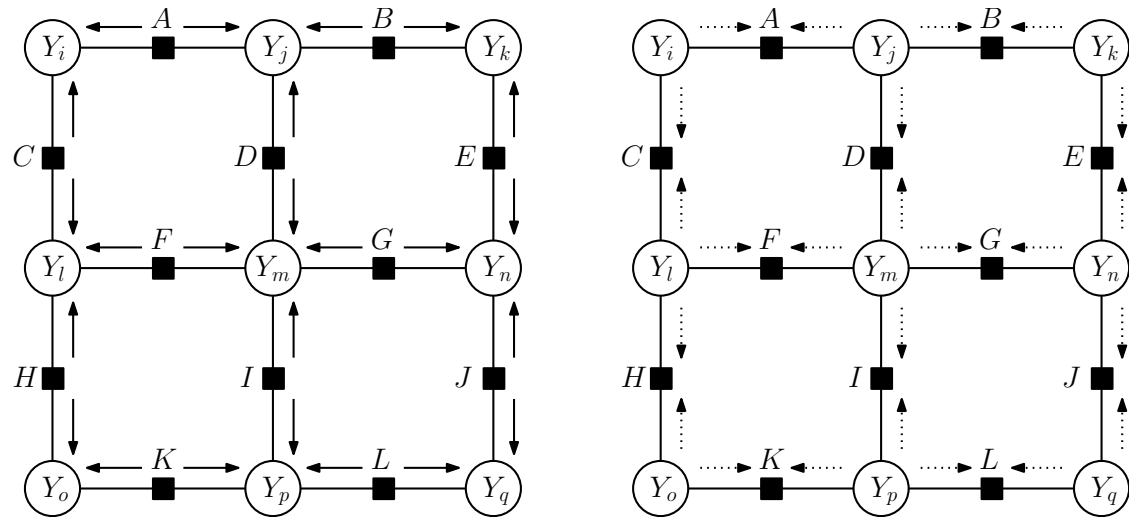 A B A B
Y_i Y_j Y_k Y_i Y_j Y_k
C D E C D E
F G F G
Y_l Y_m Y_n Y_l Y_m Y_n
H I J H I J
K L K L
Y_o Y_p Y_q Y_o Y_p Y_q